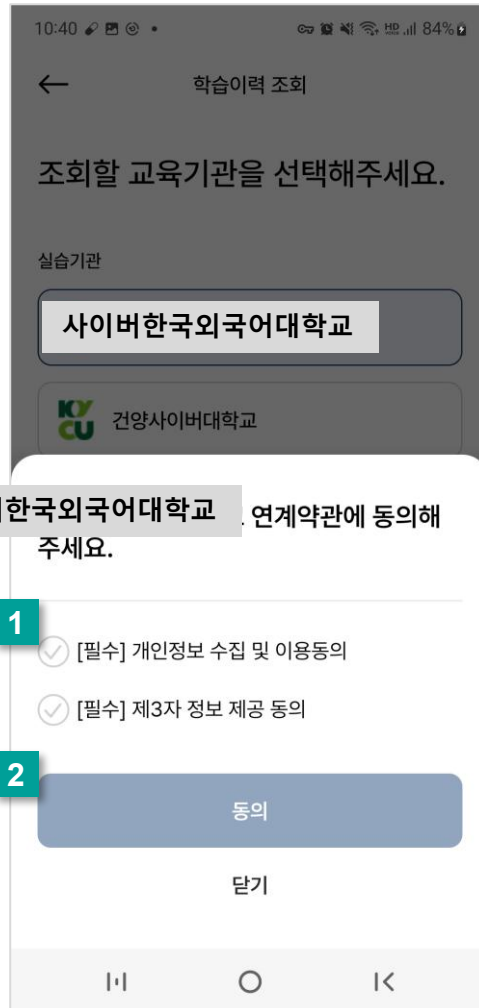 10:40
HD 84%
학습이력 조회
조회할 교육기관을 선택해주세요.
실습기관
사이버한국외국어대학교
KY
CU 건양사이버대학교
한국외국어대학교 연계약관에 동의해
주세요.
1
[필수] 개인정보 수집 및 이용동의
[필수] 제3자 정보 제공 동의
2
동의
닫기